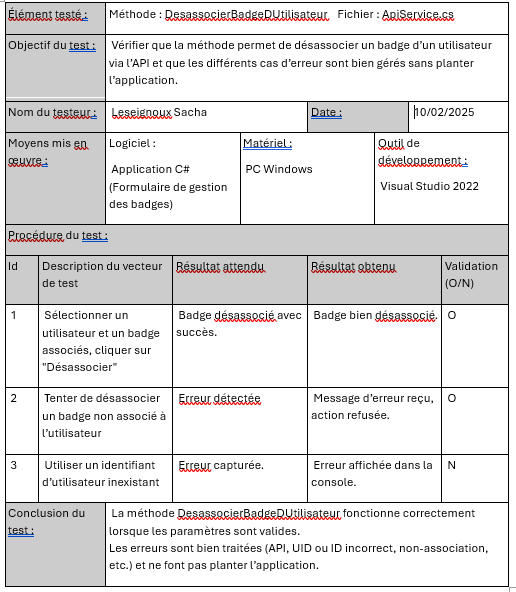 Élément testé : Méthode : DesassocierBadgeDUtilisateur Fichier : ApiService.cs
Objectif du test : Vérifier que la méthode permet de désassocier un badge d’un utilisateur
via l’API et que les différents cas d’erreur sont bien gérés sans planter
l’application.
Nom du testeur : Leseignoux Sacha Date : 10/02/2025
Moyens mis en
œuvre :
Logiciel :
Application C#
(Formulaire de gestion
des badges)
Matériel :
PC Windows
Outil de
développement :
Visual Studio 2022
Procédure du test :
Id
Description du vecteur
de test
Résultat attendu
Résultat obtenu
Validation
(O/N)
1
Sélectionner un
utilisateur et un badge
associés, cliquer sur
"Désassocier"
Badge désassocié avec
succès.
Badge bien désassocié.
O
2
Tenter de désassocier
un badge non associé à
l’utilisateur
Erreur détectée
Message d’erreur reçu,
action refusée.
O
3
Utiliser un identifiant
d’utilisateur inexistant
Erreur capturée.
Erreur affichée dans la
console.
N
Conclusion du
test :
La méthode DesassocierBadgeDUtilisateur fonctionne correctement
lorsque les paramètres sont valides.
Les erreurs sont bien traitées (API, UID ou ID incorrect, non-association,
etc.) et ne font pas planter l’application.